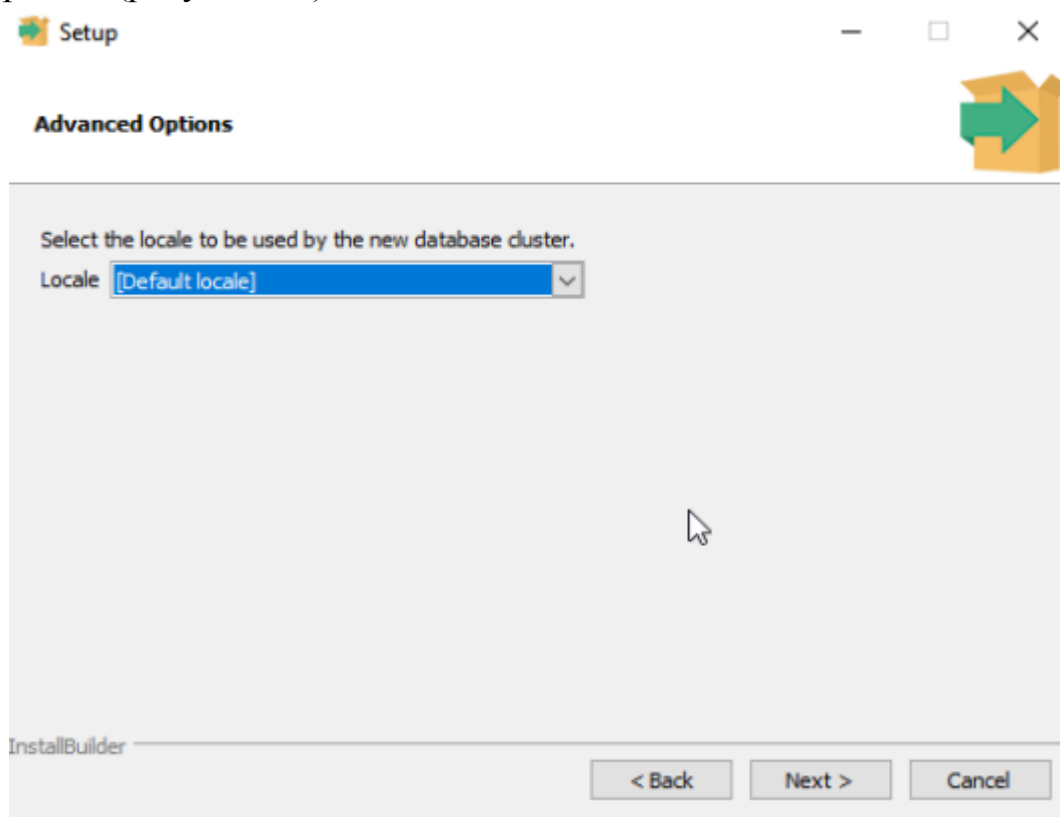 Setup
Advanced Options
Select the locale to be used by the new database cluster.
Locale [Default locale]
InstallBuilder
< Back Next > Cancel